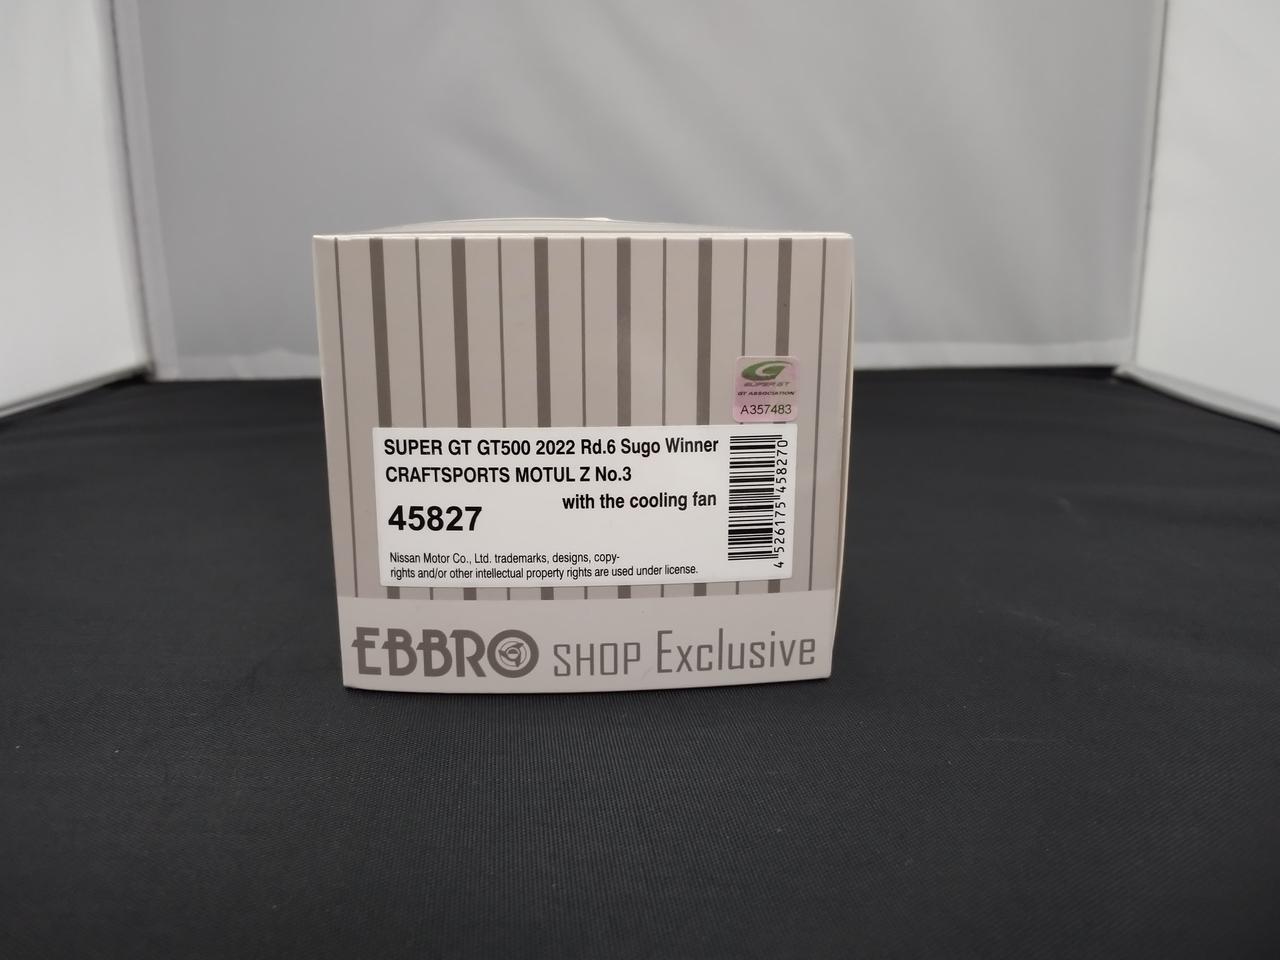 SUPER GT
GT ASSOCIATION
A357483
SUPER GT GT500 2022 Rd.6 Sugo Winner
CRAFTSPORTS MOTUL Z No.3
with the cooling fan
45827
Nissan Motor Co., Ltd. trademarks, designs, copy-
rights and/or other intellectual property rights are used under license.
4 526175 458270
EBBRO SHOP Exclusive